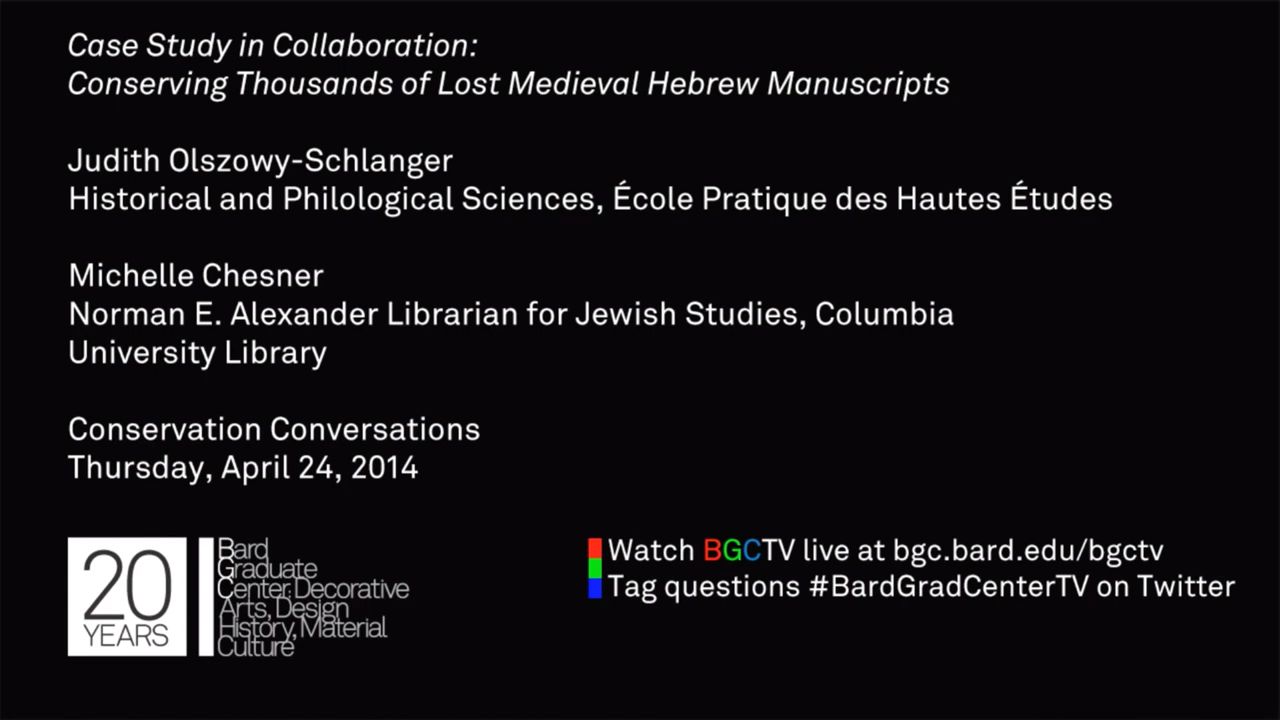 Case Study in Collaboration:
Conserving Thousands of Lost Medieval Hebrew Manuscripts
Judith Olszowy-Schlanger
Historical and Philological Sciences, École Pratique des Hautes Études
Michelle Chesner
Norman E. Alexander Librarian for Jewish Studies, Columbia
University Library
Conservation Conversations
Thursday, April 24, 2014
20
YEARS
Bard
Graduate
Center: Decorative
Arts, Design
History, Material
Culture
Watch BGCTV live at bgc.bard.edu/bgctv
Tag questions #BardGradCenterTV on Twitter